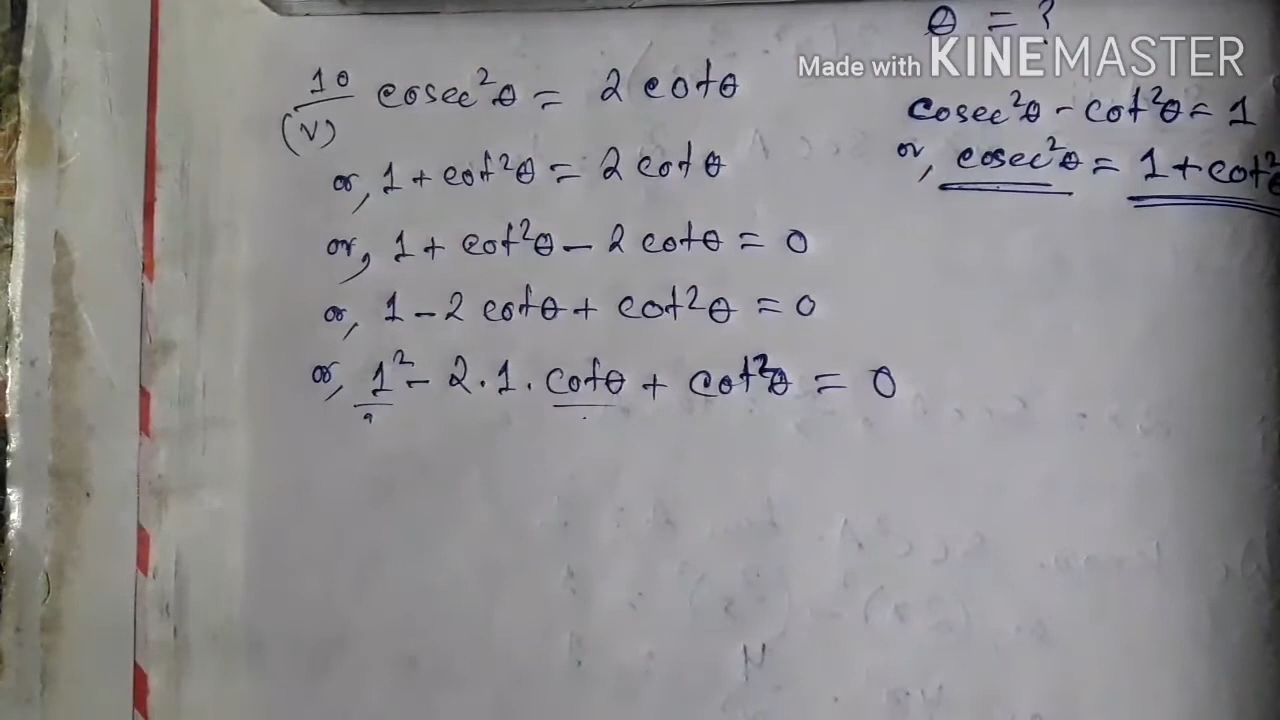 θ = ?
Made with KINEMASTER
10 cosec²θ = 2 cotθ
(V)
or, 1 + cot²θ = 2 cotθ
or, 1 + cot²θ - 2 cotθ = 0
or, 1 - 2 cotθ + cot²θ = 0
or, 1² - 2.1. cotθ + cot²θ = 0
cosec²θ - cot²θ = 1
or, cosec²θ = 1 + cot²θ